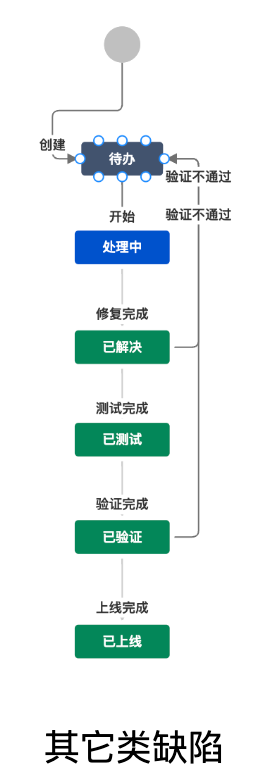 创建
待办
验证不通过
开始
验证不通过
处理中
修复完成
已解决
测试完成
已测试
验证完成
已验证
上线完成
已上线
其它类缺陷